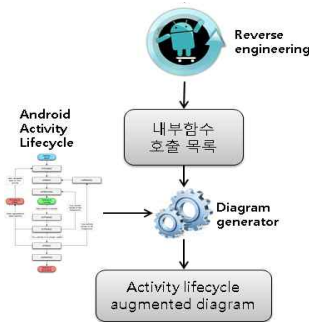 Reverse
engineering
Android
Activity
Lifecycle
내부함수
호출 목록
Diagram
generator
Activity lifecycle
augmented diagram